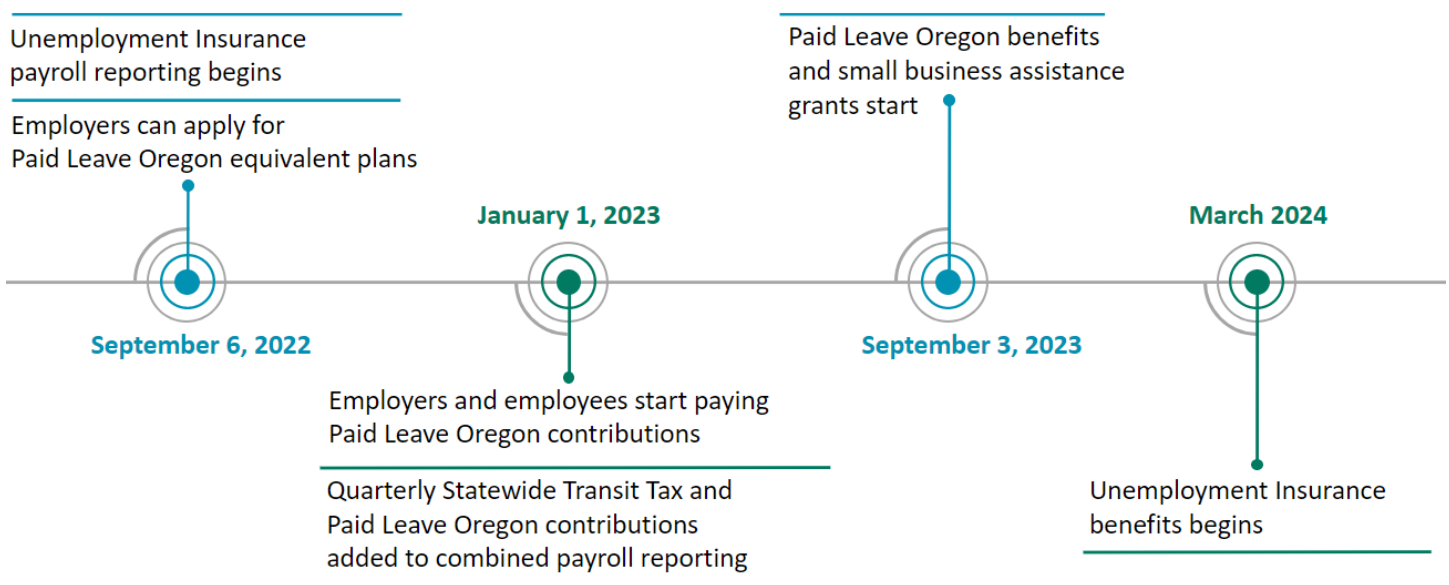 Unemployment Insurance
payroll reporting begins
Employers can apply for
Paid Leave Oregon equivalent plans
September 6, 2022
January 1, 2023
Employers and employees start paying
Paid Leave Oregon contributions
Quarterly Statewide Transit Tax and
Paid Leave Oregon contributions
added to combined payroll reporting
Paid Leave Oregon benefits
and small business assistance
grants start
September 3, 2023
March 2024
Unemployment Insurance
benefits begins